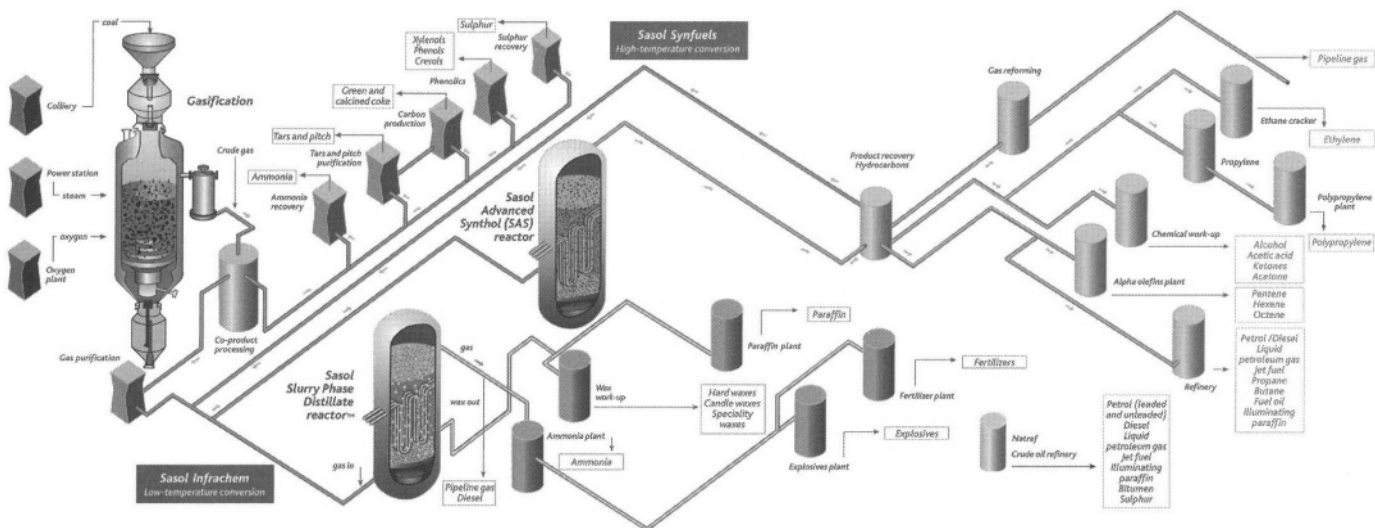 coal
Colliery
Gasification
Power station
steam
oxygen
Oxygen
plant
Crude gas
Gas purification
Co-product
processing
Ammonia
Ammonia
recovery
Tars and pitch
Tars and pitch
purification
Green and
calcined coke
Carbon
production
Xylenols
Phenols
Cresols
Phenolics
Sulphur
Sulphur
recovery
Sasol Synfuels
High-temperature conversion
Sasol
Advanced
Synthol (SAS)
reactor
Sasol
Slurry Phase
Distillate
reactor™
Sasol Infrachem
Low-temperature conversion
gas in
gas
wax out
Pipeline gas
Diesel
Ammonia plant
Ammonia
Wax
work-up
Hard waxes
Candle waxes
Speciality
waxes
Paraffin
Paraffin plant
Explosives
Explosives plant
Fertilizers
Fertilizer plant
Product recovery
Hydrocarbons
Gas reforming
Pipeline gas
Ethane cracker
Ethylene
Propylene
Polypropylene
plant
Polypropylene
Chemical work-up
Alcohol
Acetic acid
Ketones
Acetone
Alpha olefins plant
Pentene
Hexene
Octene
Refinery
Petrol /Diesel
Liquid
petroleum gas
Jet fuel
Propane
Butane
Fuel oil
Illuminating
paraffin
Natref
Crude oil refinery
Petrol (leaded
and unleaded)
Diesel
Liquid
petroleum gas
Jet fuel
Illuminating
paraffin
Bitumen
Sulphur